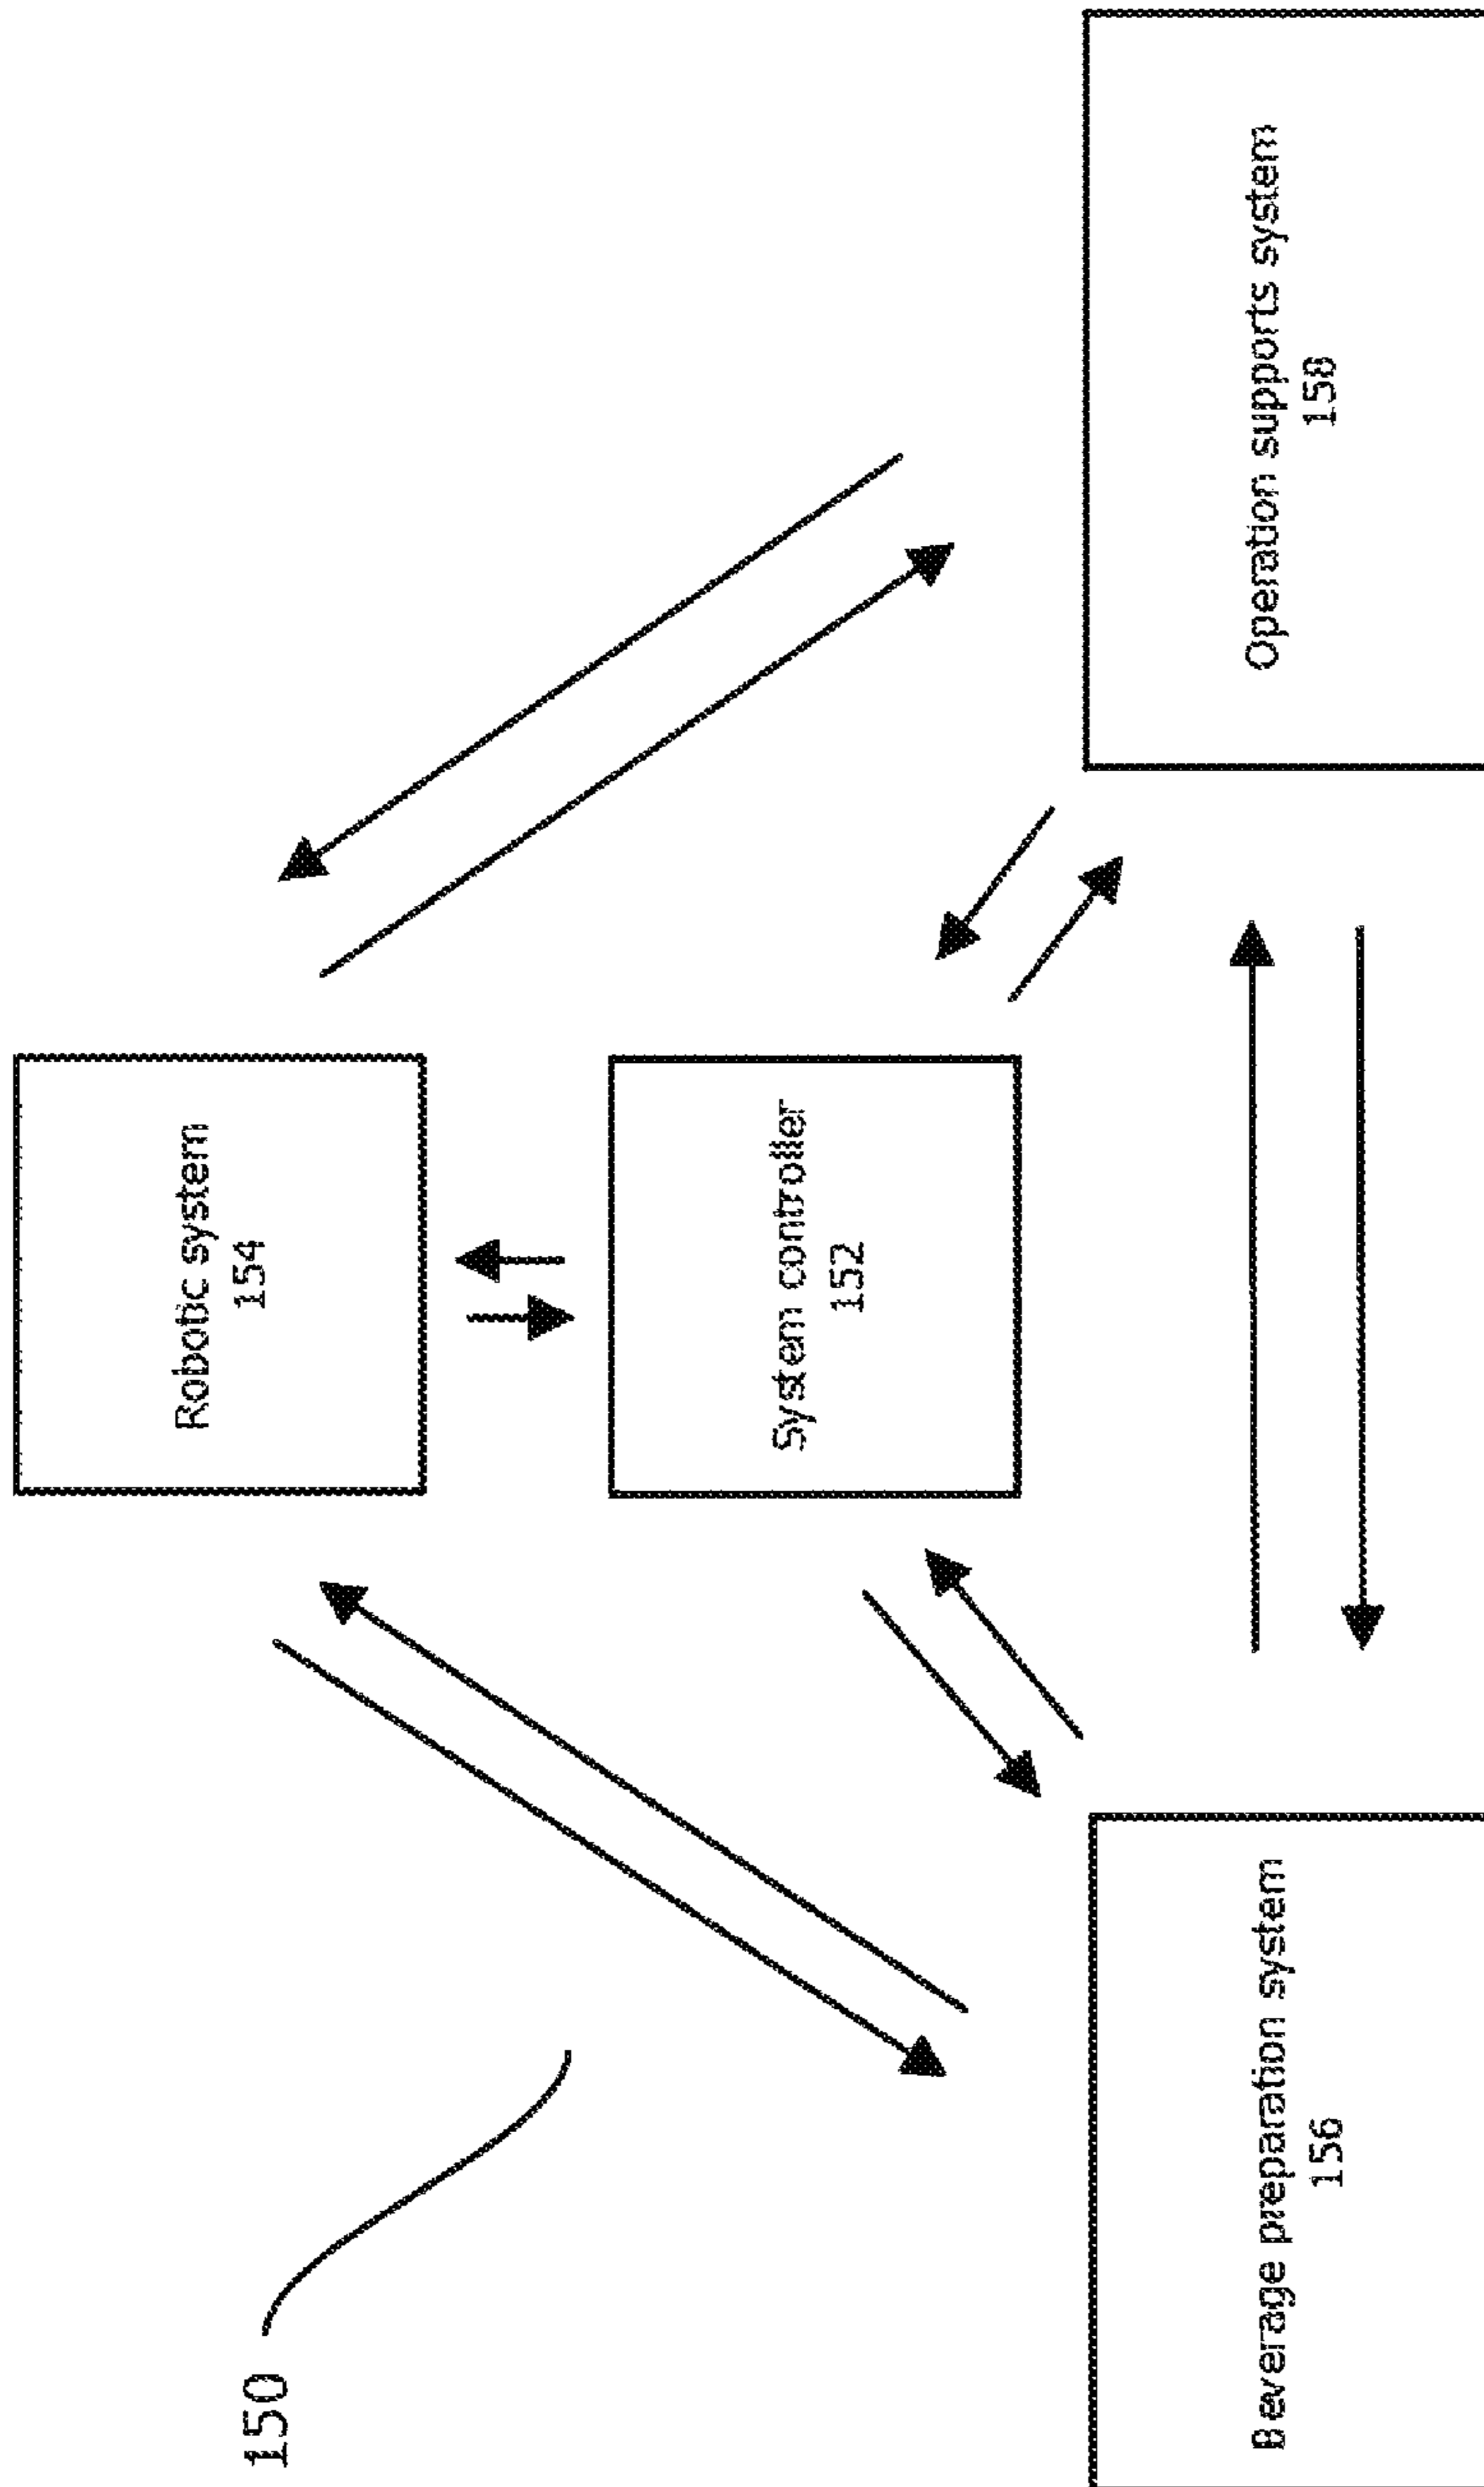 150
Robotic system
154
System controller
152
Beverage preparation system
156
Operation supports system
158